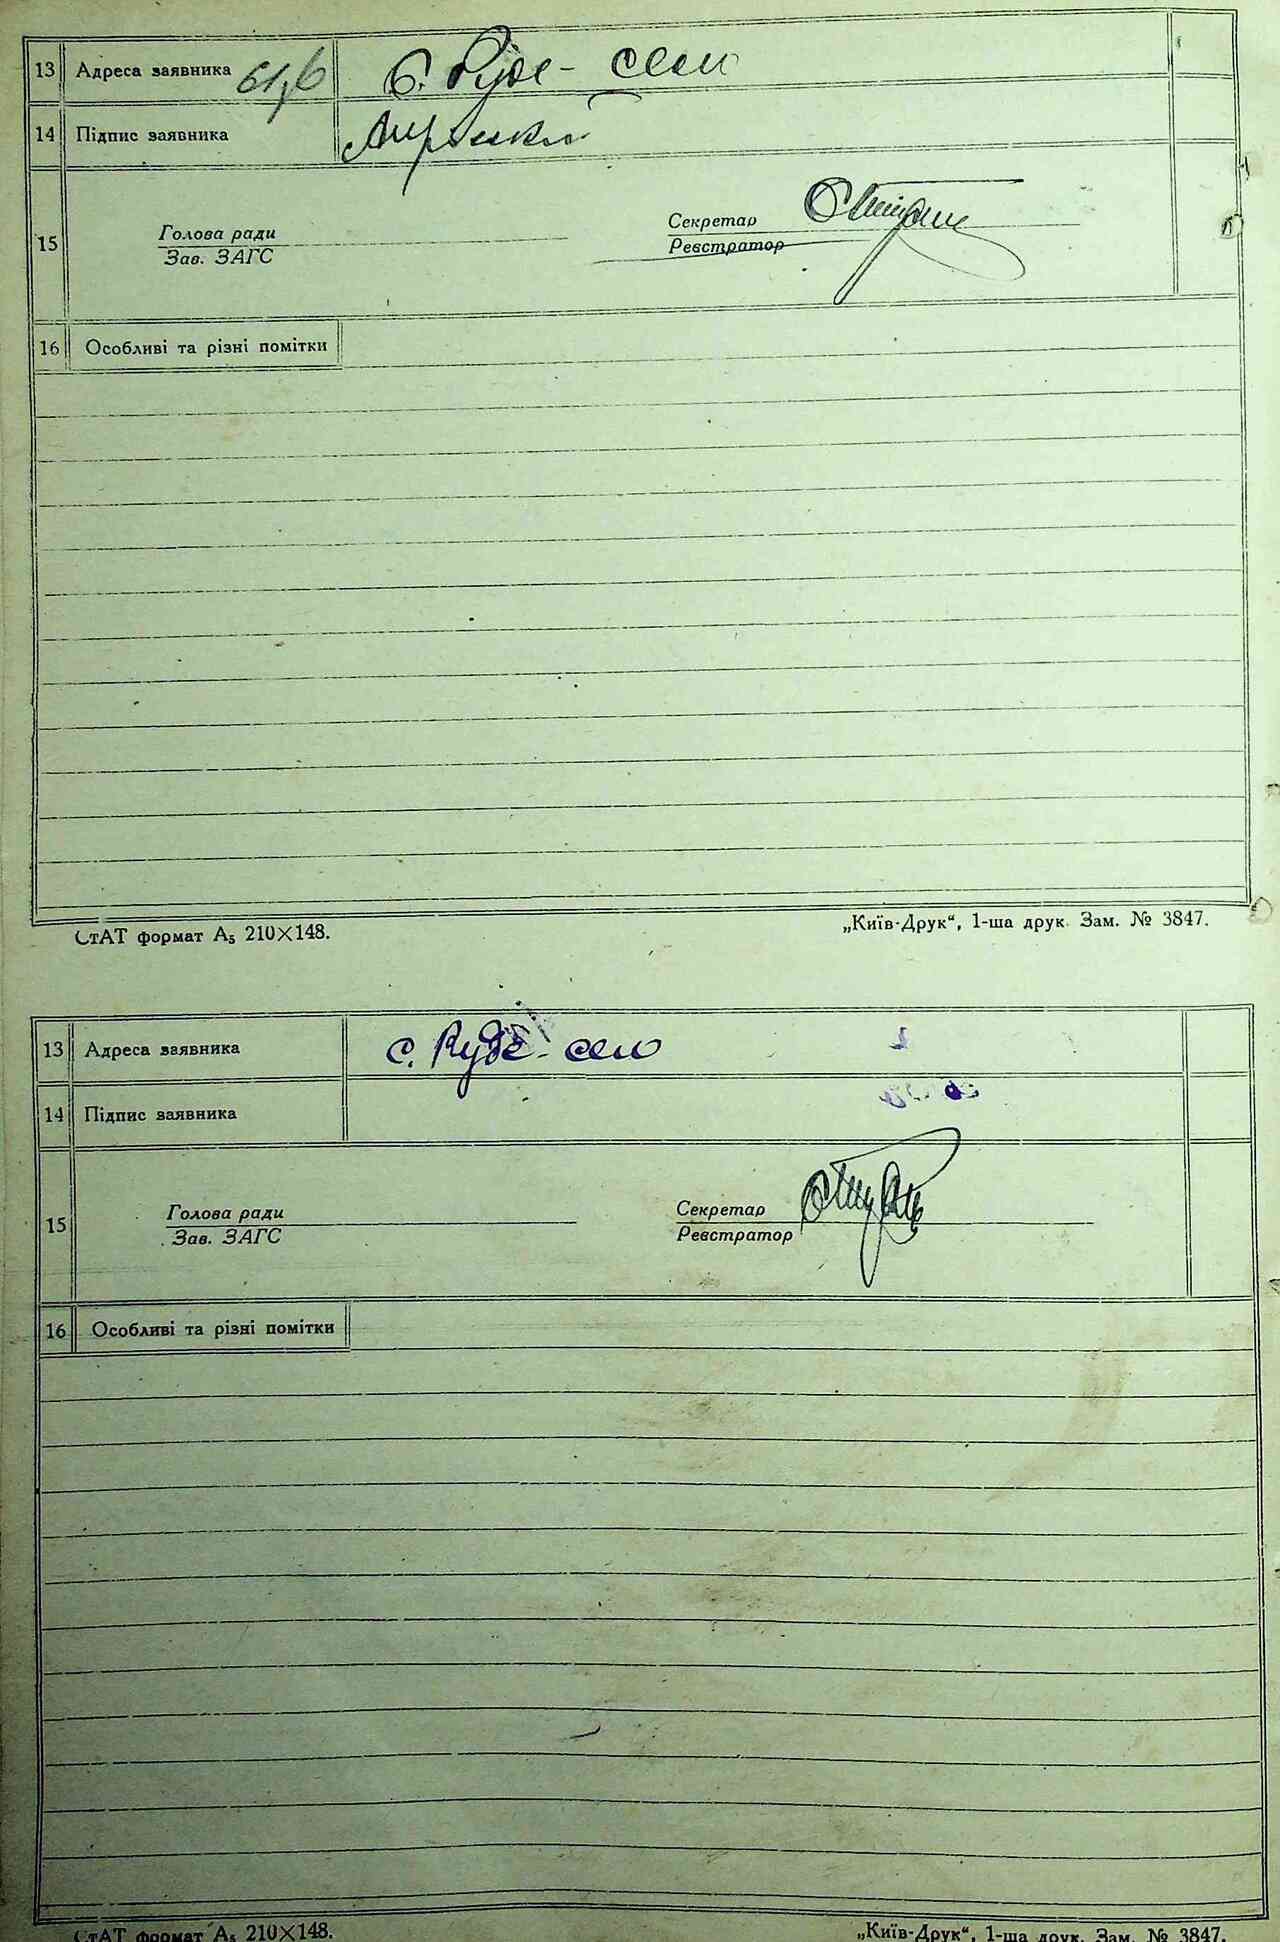 13 Адреса заявника с. Руде-село
14 Підпис заявника
15 Голова ради Секретар
Зав. ЗАГС Реєстратор
16 Особливі та різні помітки
СтАТ формат А₅ 210×148. „Київ-Друк“, 1-ша друк. Зам. № 3847.
13 Адреса заявника с. Руде-село
14 Підпис заявника
15 Голова ради Секретар
Зав. ЗАГС Реєстратор
16 Особливі та різні помітки
СтАТ формат А₅ 210×148. „Київ-Друк“, 1-ша друк. Зам. № 3847.